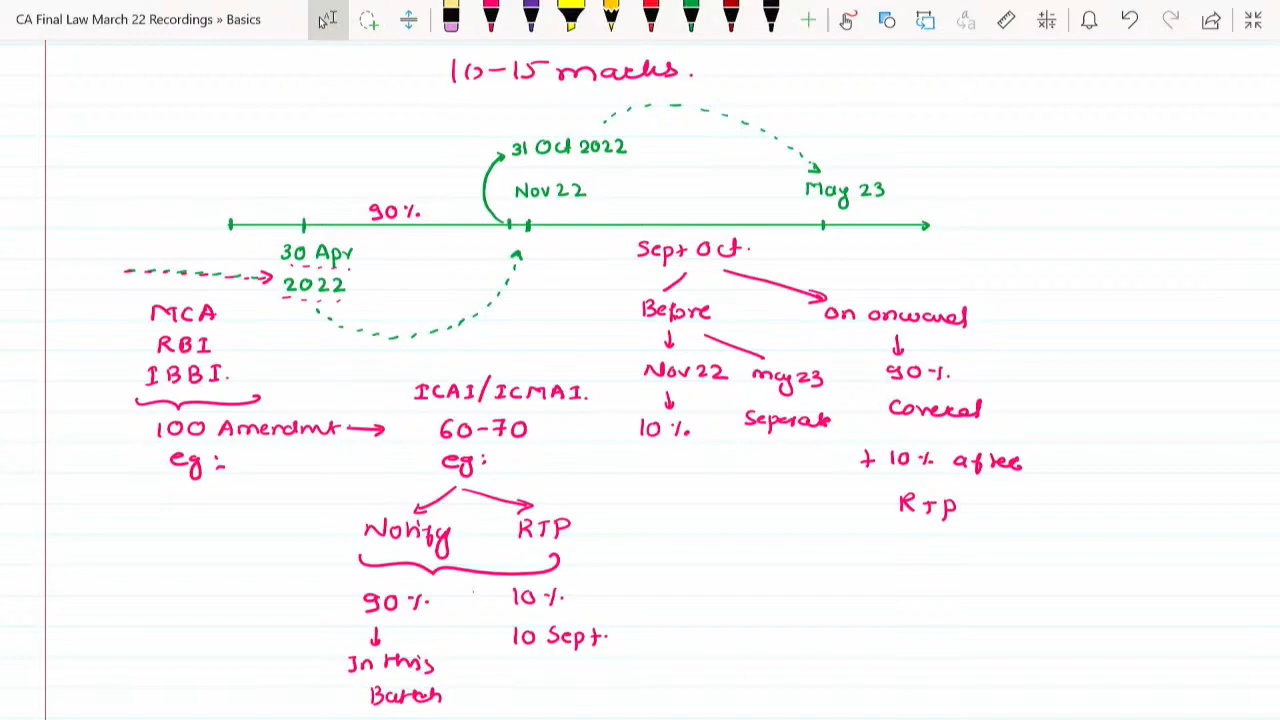 CA Final Law March 22 Recordings » Basics
10-15 marks.
31 Oct 2022
Nov 22
May 23
90%
30 Apr
2022
Sept Oct.
MCA
RBI
IBBI.
100 Amendmt
eg:
ICAI/ICMAI.
60-70
eg:
Notify
RTP
90%
10%
10 Sept.
In this
Batch
Before
Nov 22
May 23
10%
Seperate
On onward
90%.
Covered
+ 10% after
RTP